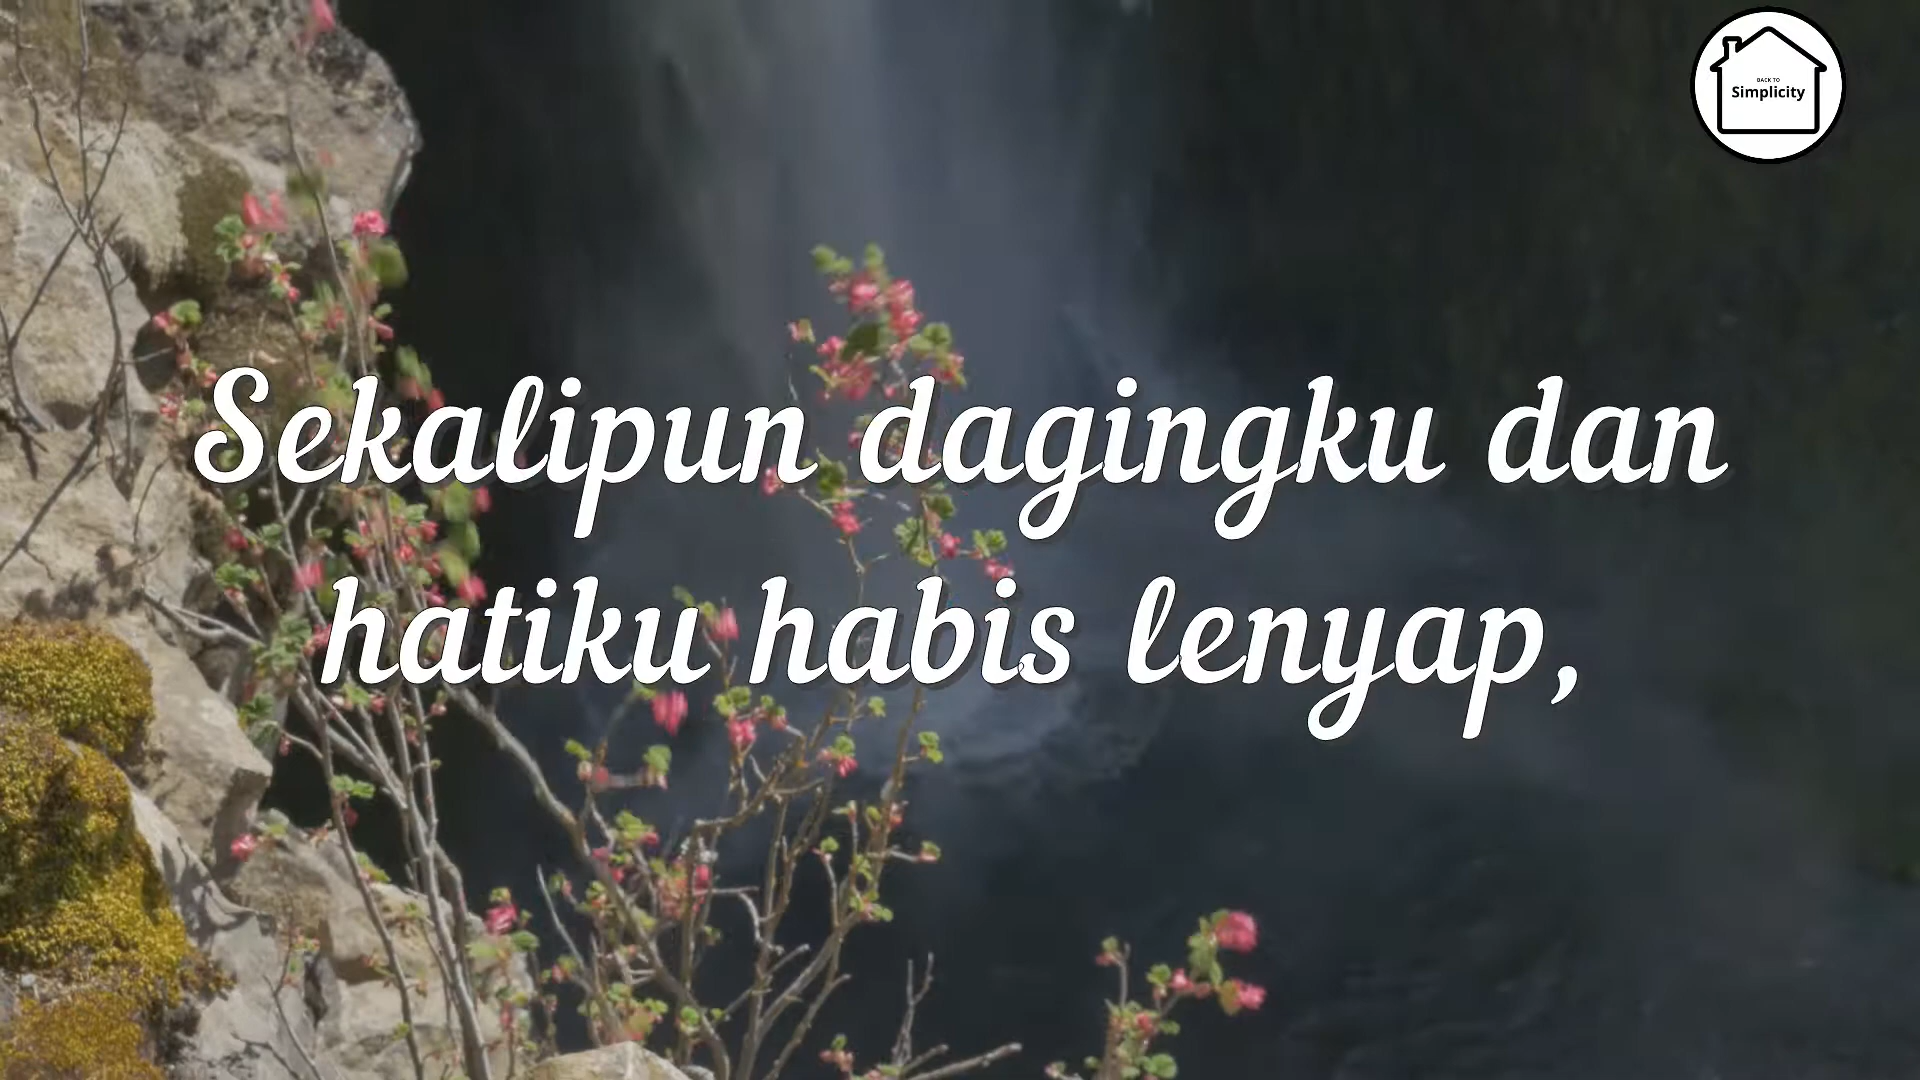 BACK TO
Simplicity
Sekalipun dagingku dan
hatiku habis lenyap,